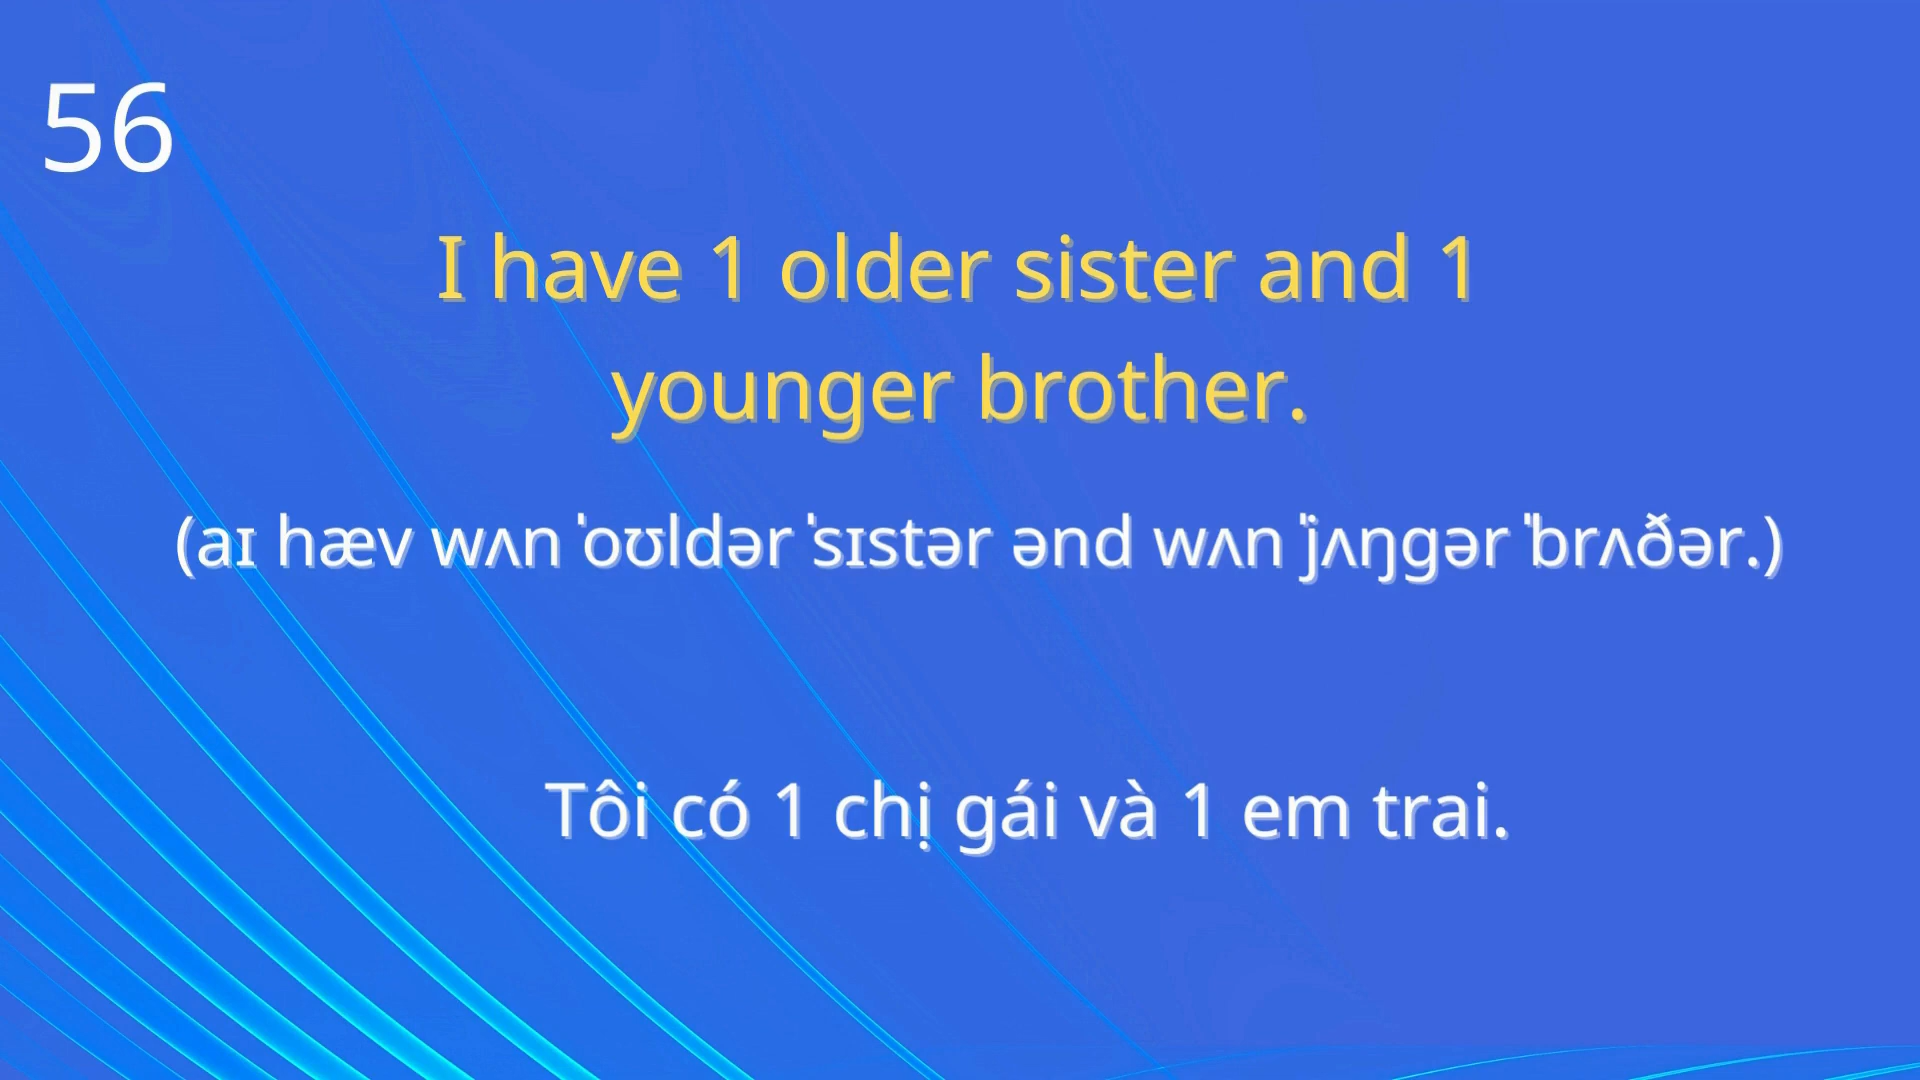 56
I have 1 older sister and 1
younger brother.
(aɪ hæv wʌn ˈoʊldər ˈsɪstər ənd wʌn ˈjʌŋgər ˈbrʌðər.)
Tôi có 1 chị gái và 1 em trai.